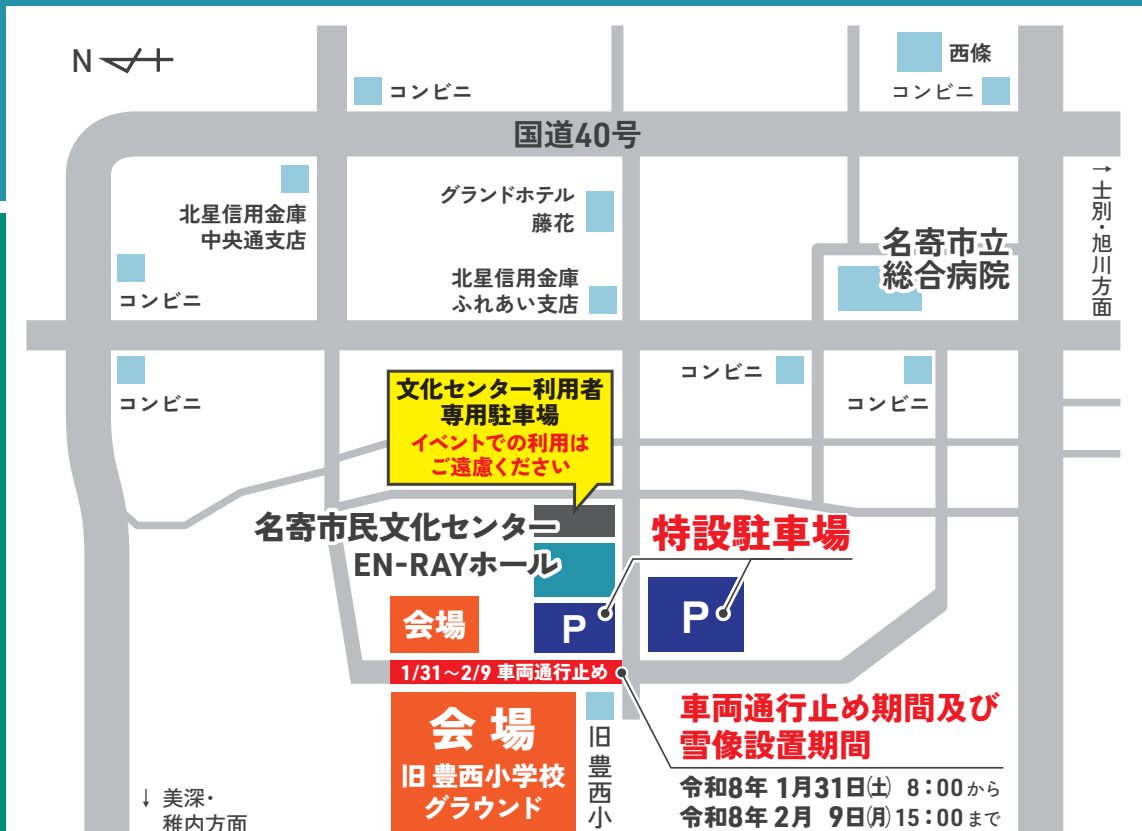 N
西條
コンビニ
コンビニ
国道40号
→士別・旭川方面
北星信用金庫
中央通支店
グランドホテル
藤花
名寄市立
総合病院
コンビニ
北星信用金庫
ふれあい支店
コンビニ
コンビニ
コンビニ
文化センター利用者
専用駐車場
イベントでの利用は
ご遠慮ください
名寄市民文化センター
EN-RAYホール
特設駐車場
会場
P
P
1/31～2/9 車両通行止め
会場
旧 豊西小学校
グラウンド
旧豊西小
車両通行止め期間及び
雪像設置期間
令和8年 1月31日(土) 8:00から
令和8年 2月 9日(月)15:00まで
↓ 美深・
稚内方面